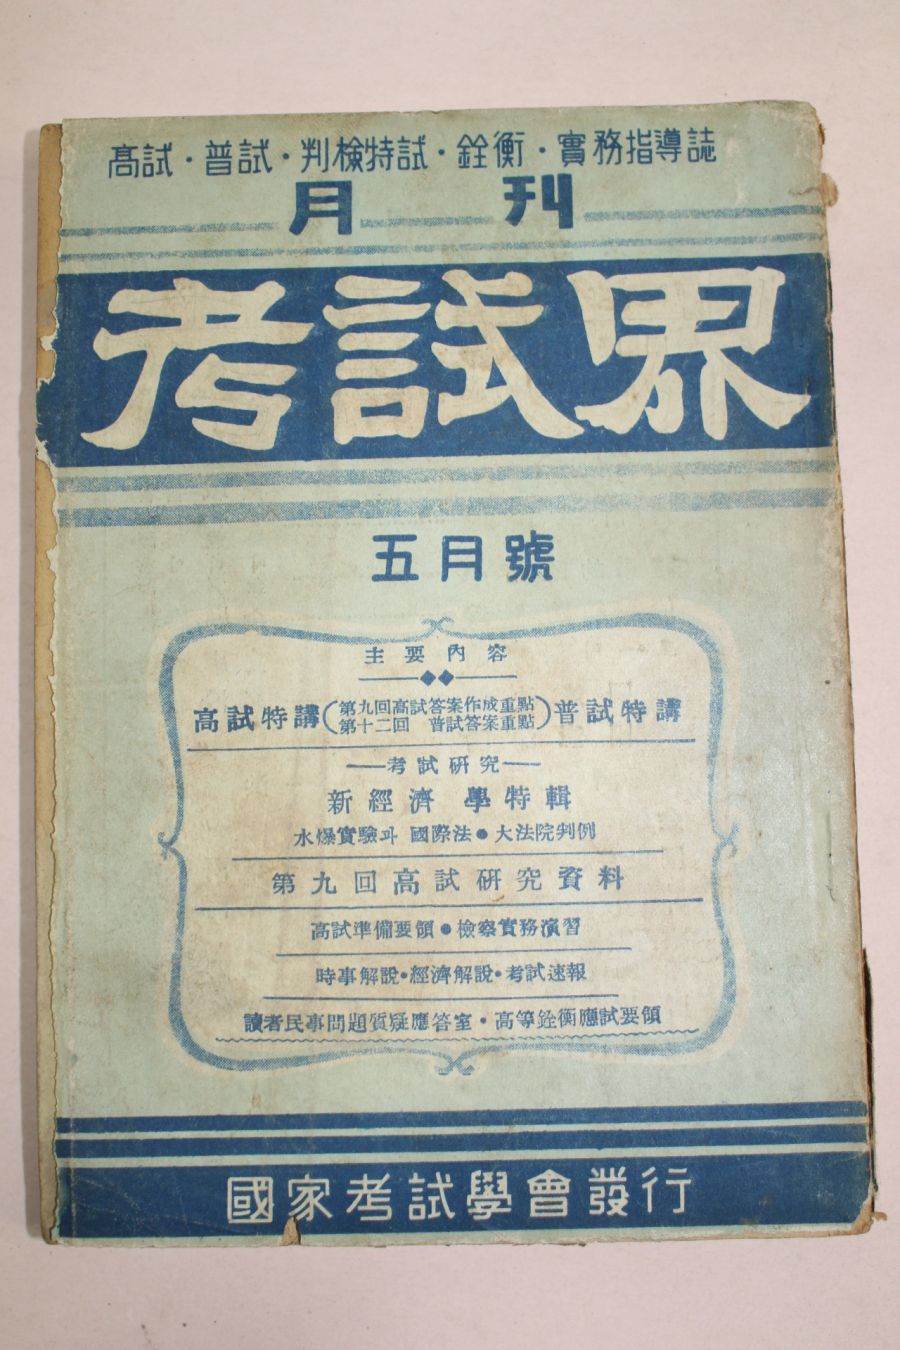 高試・普試・判檢特試・銓衡・實務指導誌
月刊
考試界
五月號
主要內容
高試特講(第九回高試答案作成重點 第十二回 普試答案重點)普試特講
考試硏究
新經濟 學特輯
水爆實驗과 國際法●大法院判例
第九回高試硏究資料
高試準備要領●檢察實務演習
時事解說・經濟解說・考試速報
讀者民事問題質疑應答室・高等銓衡應試要領
國家考試學會發行